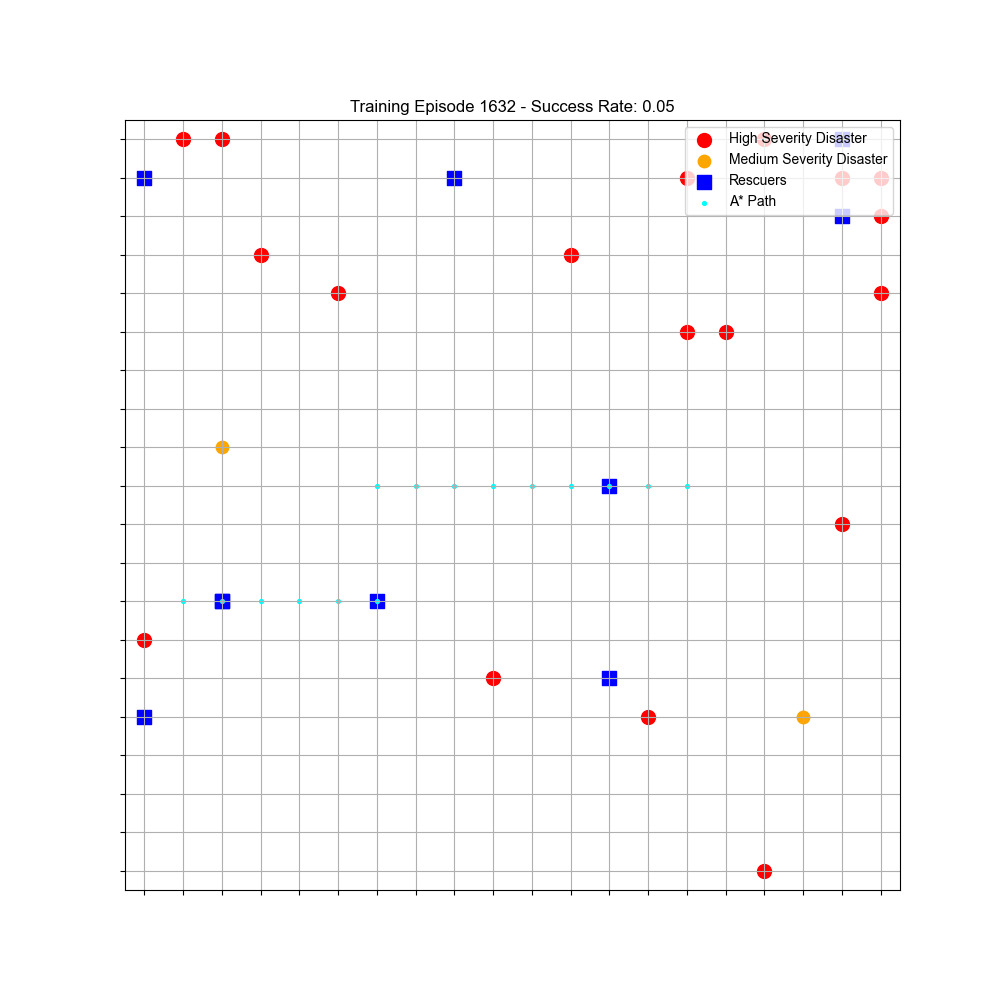 Training Episode 1632 - Success Rate: 0.05
High Severity Disaster
Medium Severity Disaster
Rescuers
A* Path